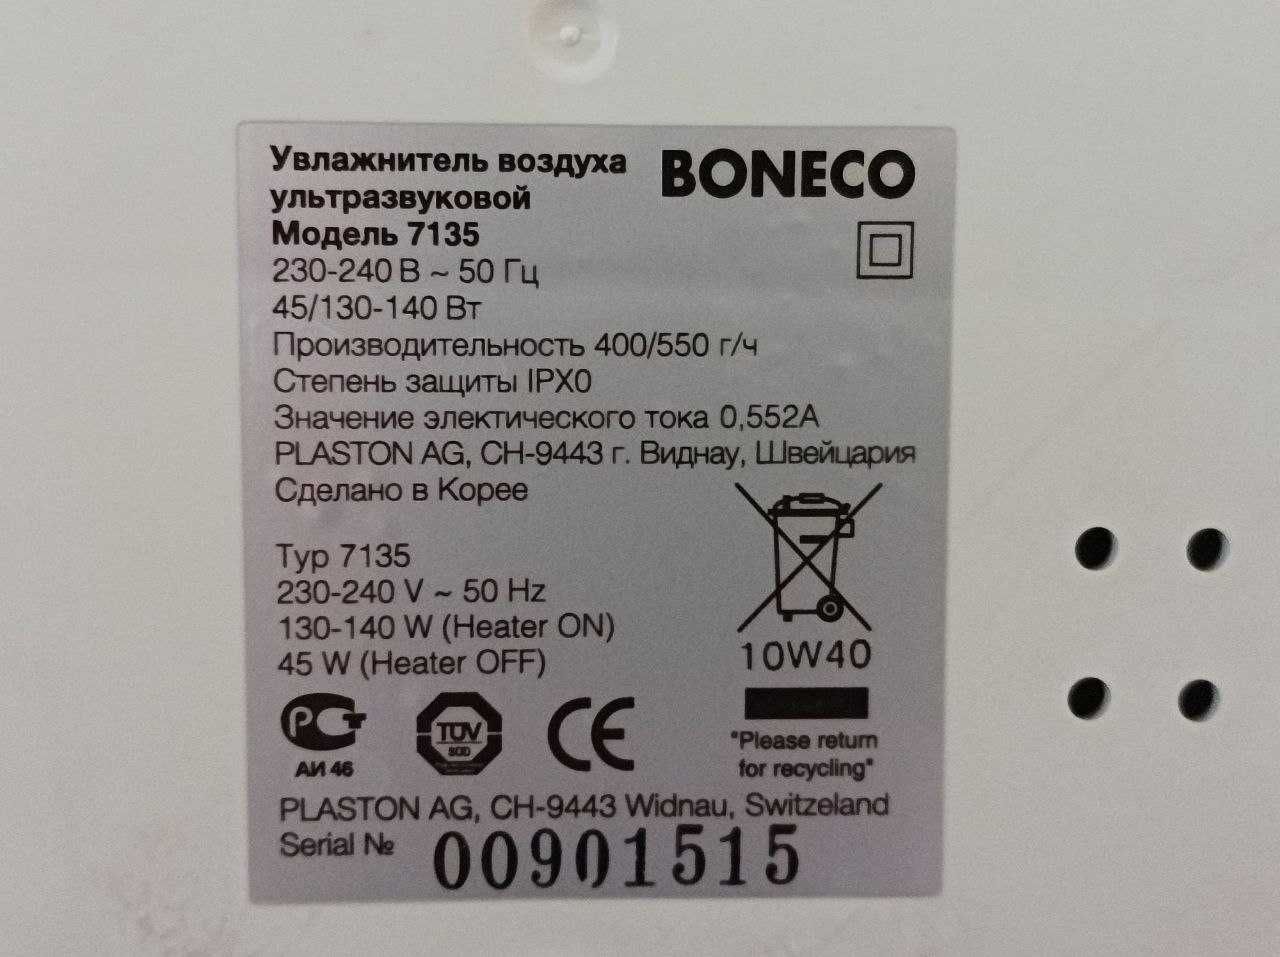 Увлажнитель воздуха
ультразвуковой
BONECO
Модель 7135
230-240 В ~ 50 Гц
45/130-140 Вт
Производительность 400/550 г/ч
Степень защиты IPX0
Значение электического тока 0,552А
PLASTON AG, CH-9443 г. Виднау, Швейцария
Сделано в Корее
Typ 7135
230-240 V ~ 50 Hz
130-140 W (Heater ON)
45 W (Heater OFF)
10W40
"Please return
for recycling"
РСТ
АИ 46
TÜV
SÜD
CE
PLASTON AG, CH-9443 Widnau, Switzeland
Serial №
00901515